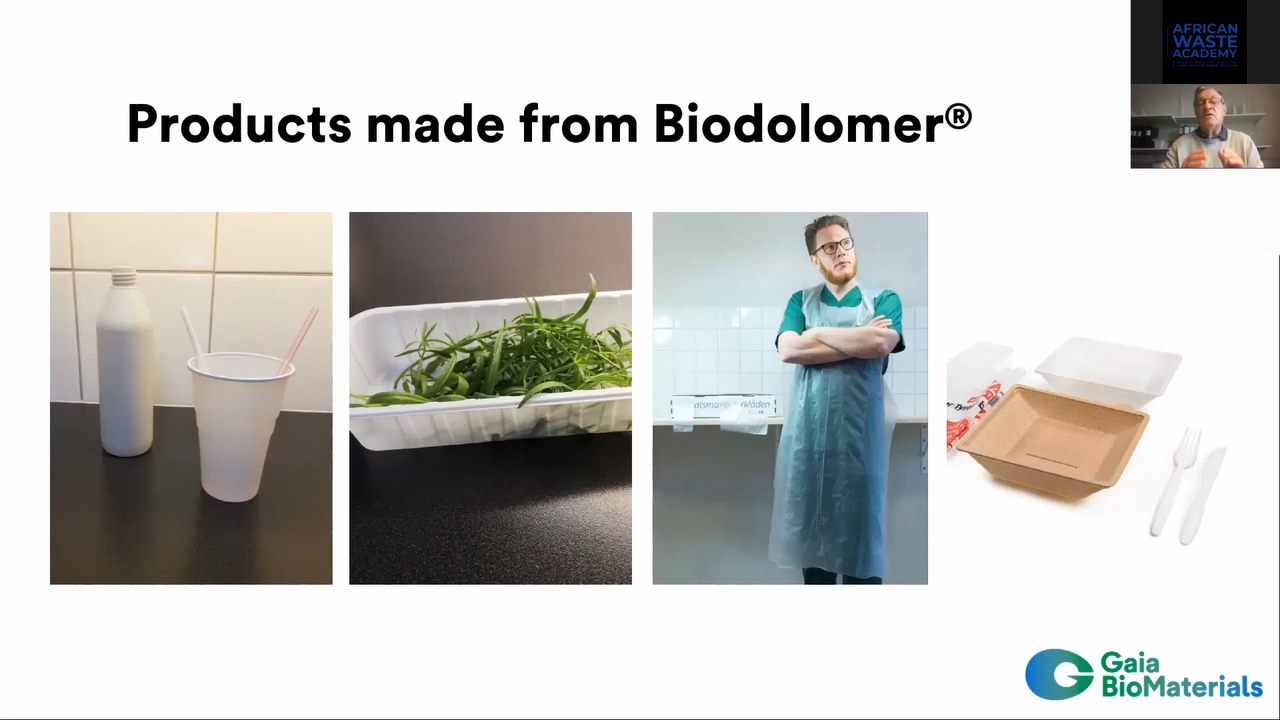 AFRICAN
WASTE
ACADEMY
Products made from Biodolomer®
Gaia
BioMaterials